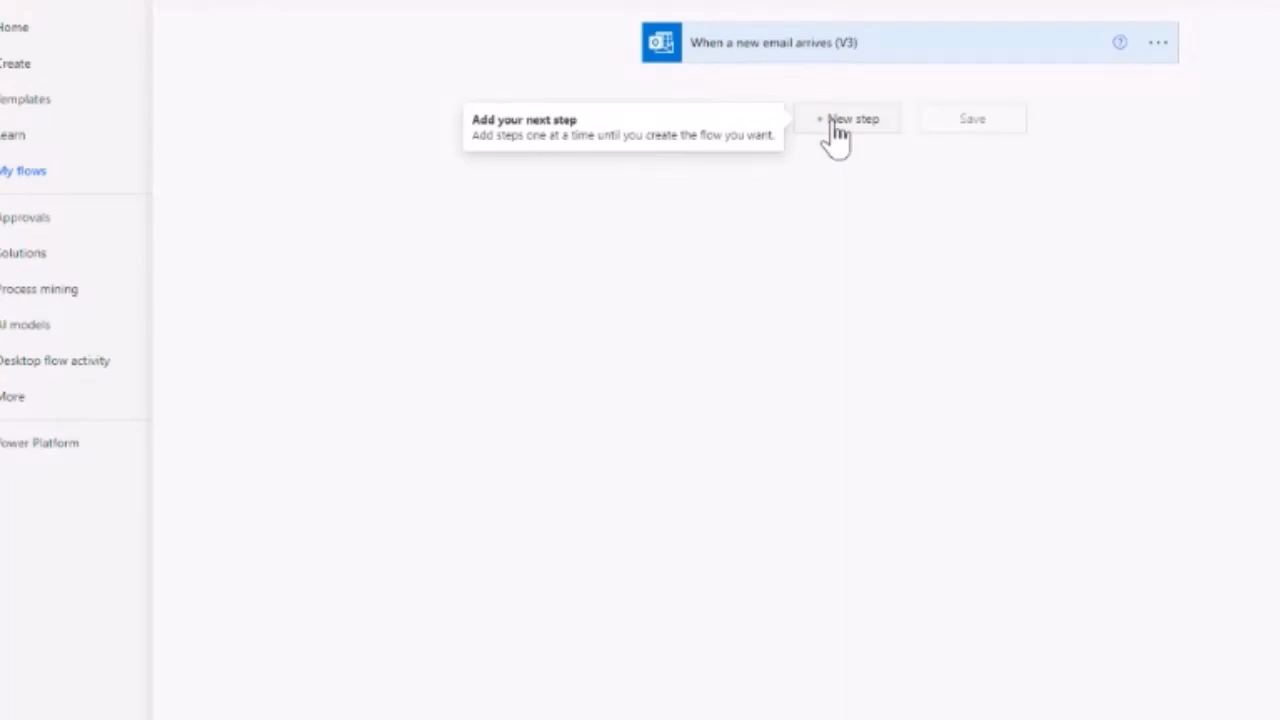 Home
Create
Templates
Learn
My flows
Approvals
Solutions
Process mining
AI models
Desktop flow activity
More
Power Platform
When a new email arrives (V3)
Add your next step
Add steps one at a time until you create the flow you want.
+ New step
Save